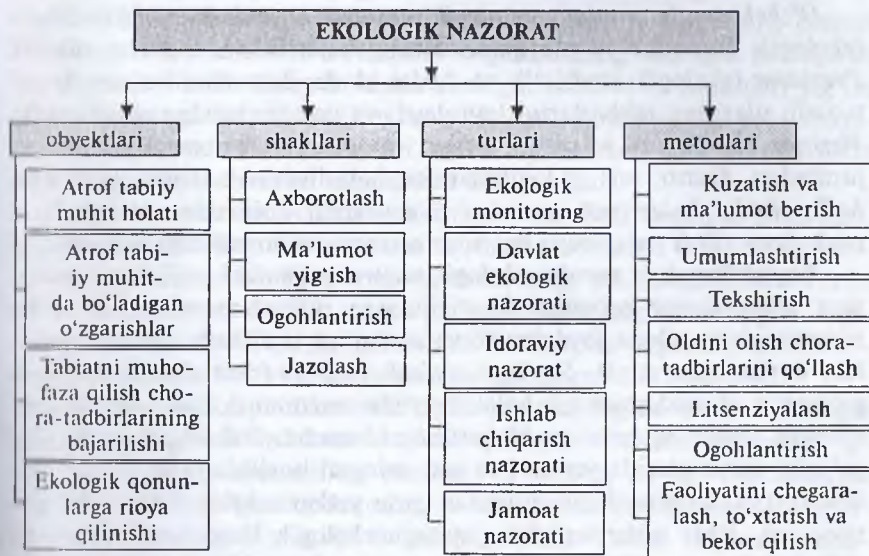 EKOLOGIK NAZORAT
obyektlari
Atrof tabiiy
muhit holati
Atrof tabi-
iy muhit-
da bo‘ladigan
o‘zgarishlar
Tabiatni muho-
faza qilish cho-
ra-tadbirlarining
bajarilishi
Ekologik qonun-
larga rioya
qilinishi
shakllari
Axborotlash
Ma’lumot
yig‘ish
Ogohlantirish
Jazolash
turlari
Ekologik
monitoring
Davlat
ekologik
nazorati
Idoraviy
nazorat
Ishlab
chiqarish
nazorati
Jamoat
nazorati
metodlari
Kuzatish va
ma’lumot berish
Umumlashtirish
Tekshirish
Oldini olish chora-
tadbirlarini qo‘llash
Litsenziyalash
Ogohlantirish
Faoliyatini chegara-
lash, to‘xtatish va
bekor qilish